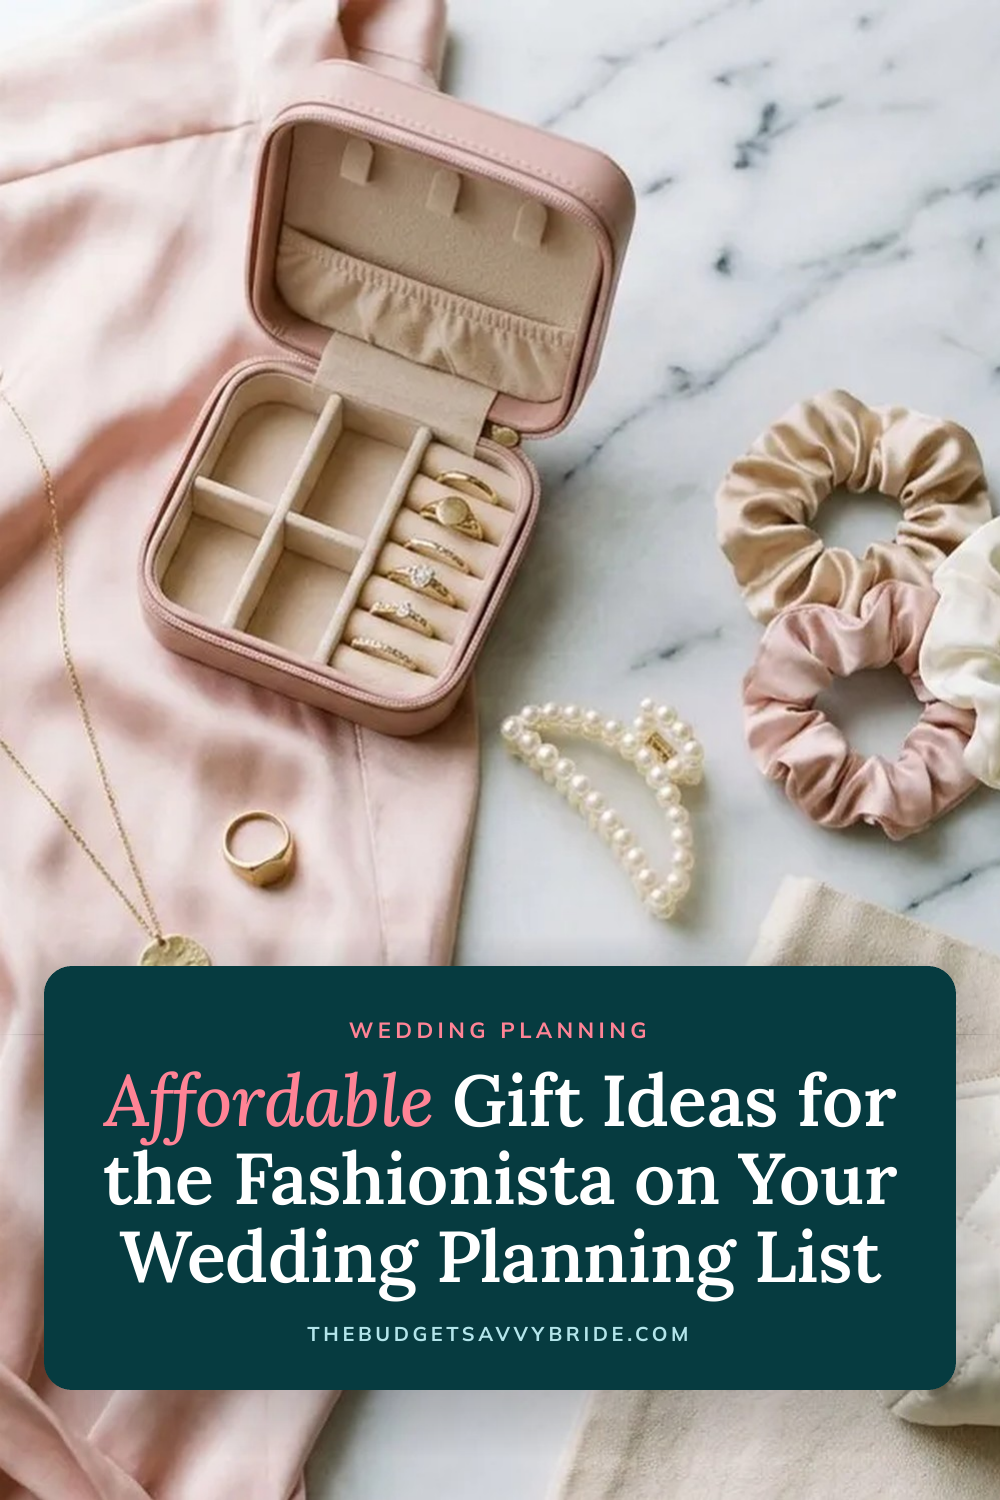 WEDDING PLANNING
Affordable Gift Ideas for
the Fashionista on Your
Wedding Planning List
THEBUDGETSAVVYBRIDE.COM